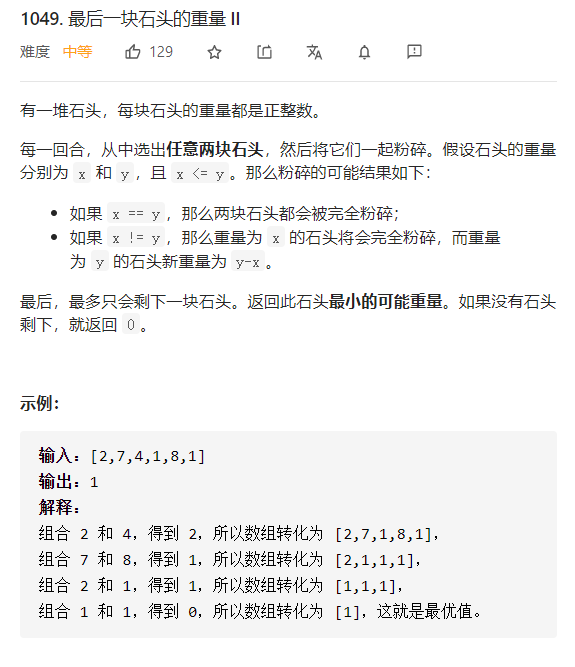 1049. 最后一块石头的重量 II
难度 中等 129
有一堆石头，每块石头的重量都是正整数。
每一回合，从中选出任意两块石头，然后将它们一起粉碎。假设石头的重量
分别为 x 和 y，且 x <= y。那么粉碎的可能结果如下：
• 如果 x == y，那么两块石头都会被完全粉碎；
• 如果 x != y，那么重量为 x 的石头将会完全粉碎，而重量
为 y 的石头新重量为 y-x。
最后，最多只会剩下一块石头。返回此石头最小的可能重量。如果没有石头
剩下，就返回 0。
示例：
输入：[2,7,4,1,8,1]
输出：1
解释：
组合 2 和 4，得到 2，所以数组转化为 [2,7,1,8,1]，
组合 7 和 8，得到 1，所以数组转化为 [2,1,1,1]，
组合 2 和 1，得到 1，所以数组转化为 [1,1,1]，
组合 1 和 1，得到 0，所以数组转化为 [1]，这就是最优值。